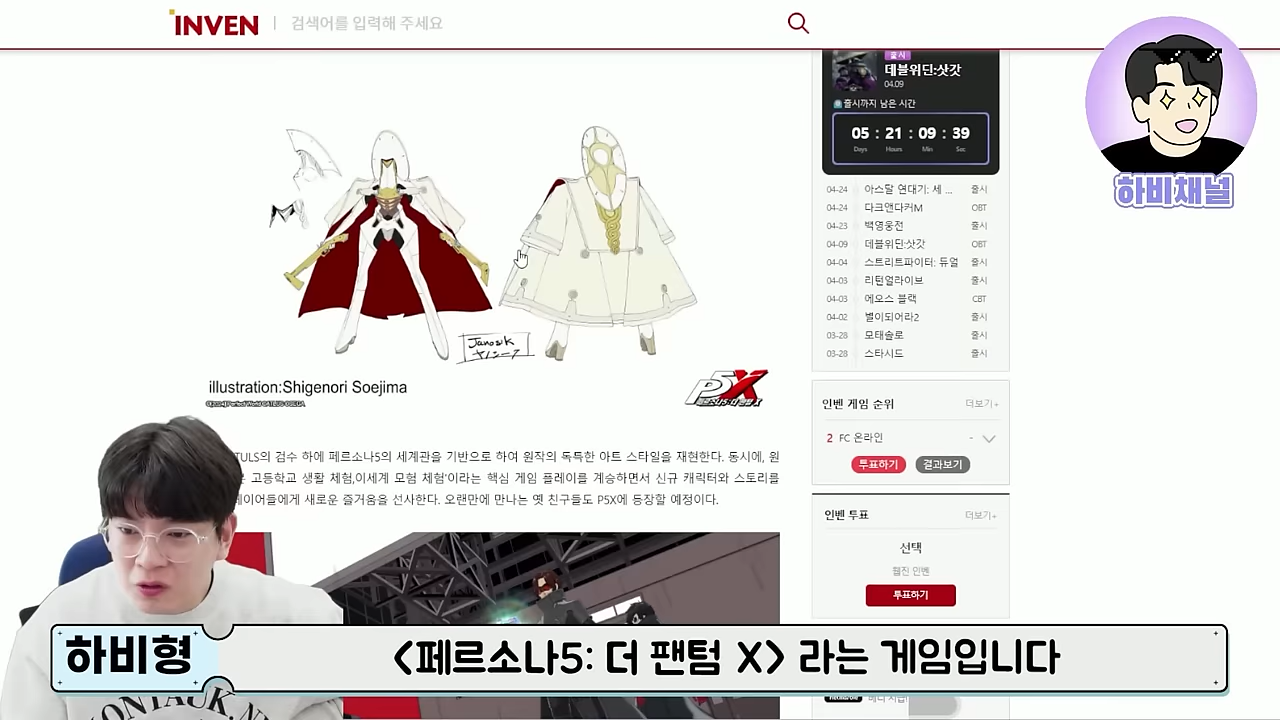 INVEN
검색어를 입력해 주세요
출시
데블위딘:삿갓
04.09
출시까지 남은 시간
05 : 21 : 09 : 39
Days Hours Min Sec
하비채널
04-24 아스달 연대기: 세 ... 출시
04-24 다크앤다커M OBT
04-23 백영웅전 출시
04-09 데블위딘:삿갓 OBT
04-04 스트리트파이터: 듀얼 출시
04-03 리턴얼라이브 출시
04-03 에오스 블랙 CBT
04-02 별이되어라2 출시
03-28 모태솔로 출시
03-28 스타시드 출시
Janosik
ヤノシーク
illustration:Shigenori Soejima
P5X
인벤 게임 순위 더보기+
2 FC 온라인 -
투표하기 결과보기
TULS의 검수 하에 페르소나5의 세계관을 기반으로 하여 원작의 독특한 아트 스타일을 재현한다. 동시에, 원
고등학교 생활 체험,이세계 모험 체험'이라는 핵심 게임 플레이를 계승하면서 신규 캐릭터와 스토리를
레이어들에게 새로운 즐거움을 선사한다. 오랜만에 만나는 옛 친구들도 P5X에 등장할 예정이다.
인벤 투표 더보기+
선택
웹진 인벤
투표하기
하비형
<페르소나5: 더 팬텀 X> 라는 게임입니다
MONTAUK.N